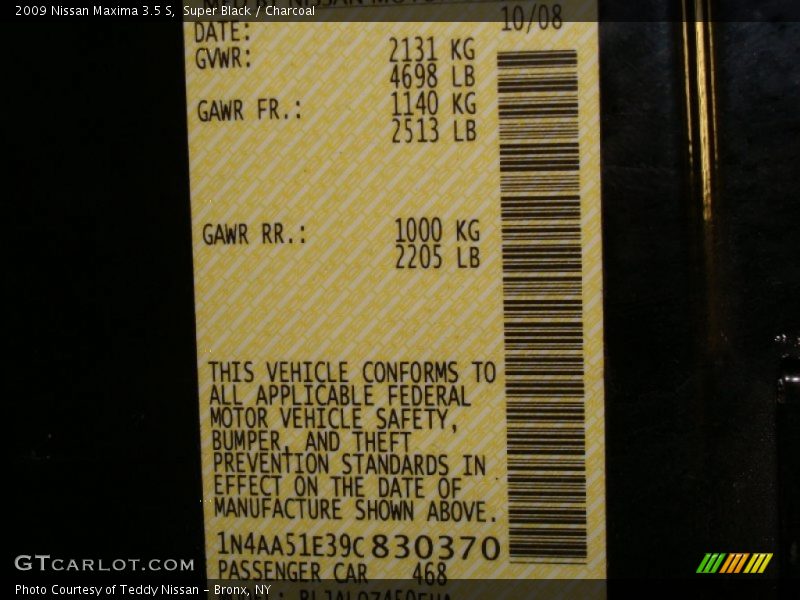 2009 Nissan Maxima 3.5 S, Super Black / Charcoal
DATE: 10/08
GVWR: 2131 KG
4698 LB
GAWR FR.: 1140 KG
2513 LB
GAWR RR.: 1000 KG
2205 LB
THIS VEHICLE CONFORMS TO
ALL APPLICABLE FEDERAL
MOTOR VEHICLE SAFETY,
BUMPER, AND THEFT
PREVENTION STANDARDS IN
EFFECT ON THE DATE OF
MANUFACTURE SHOWN ABOVE.
1N4AA51E39C830370
PASSENGER CAR 468
GTCARLOT.COM
Photo Courtesy of Teddy Nissan - Bronx, NY